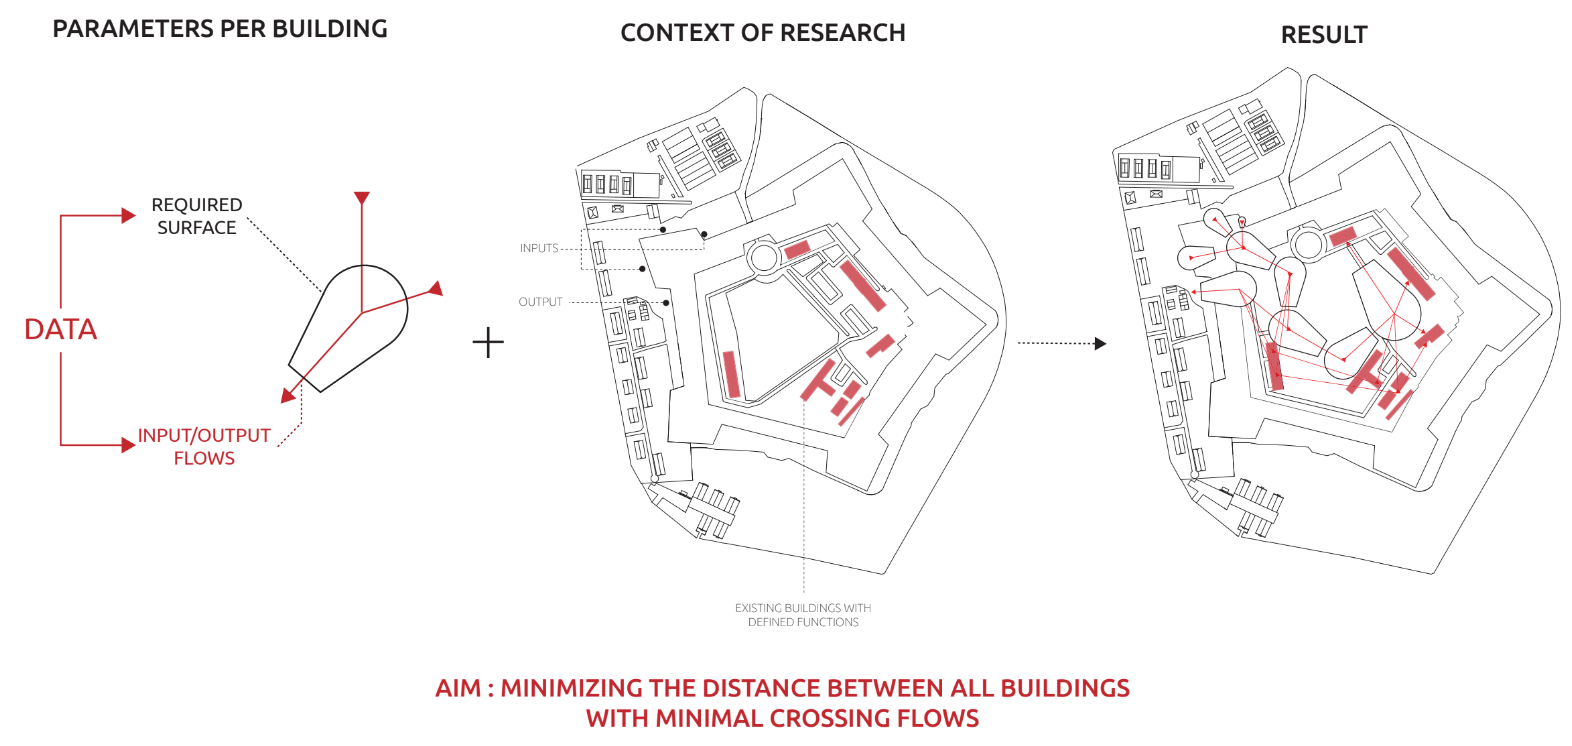 PARAMETERS PER BUILDING
CONTEXT OF RESEARCH
RESULT
REQUIRED
SURFACE
DATA
INPUT/OUTPUT
FLOWS
INPUTS
OUTPUT
EXISTING BUILDINGS WITH
DEFINED FUNCTIONS
AIM : MINIMIZING THE DISTANCE BETWEEN ALL BUILDINGS
WITH MINIMAL CROSSING FLOWS